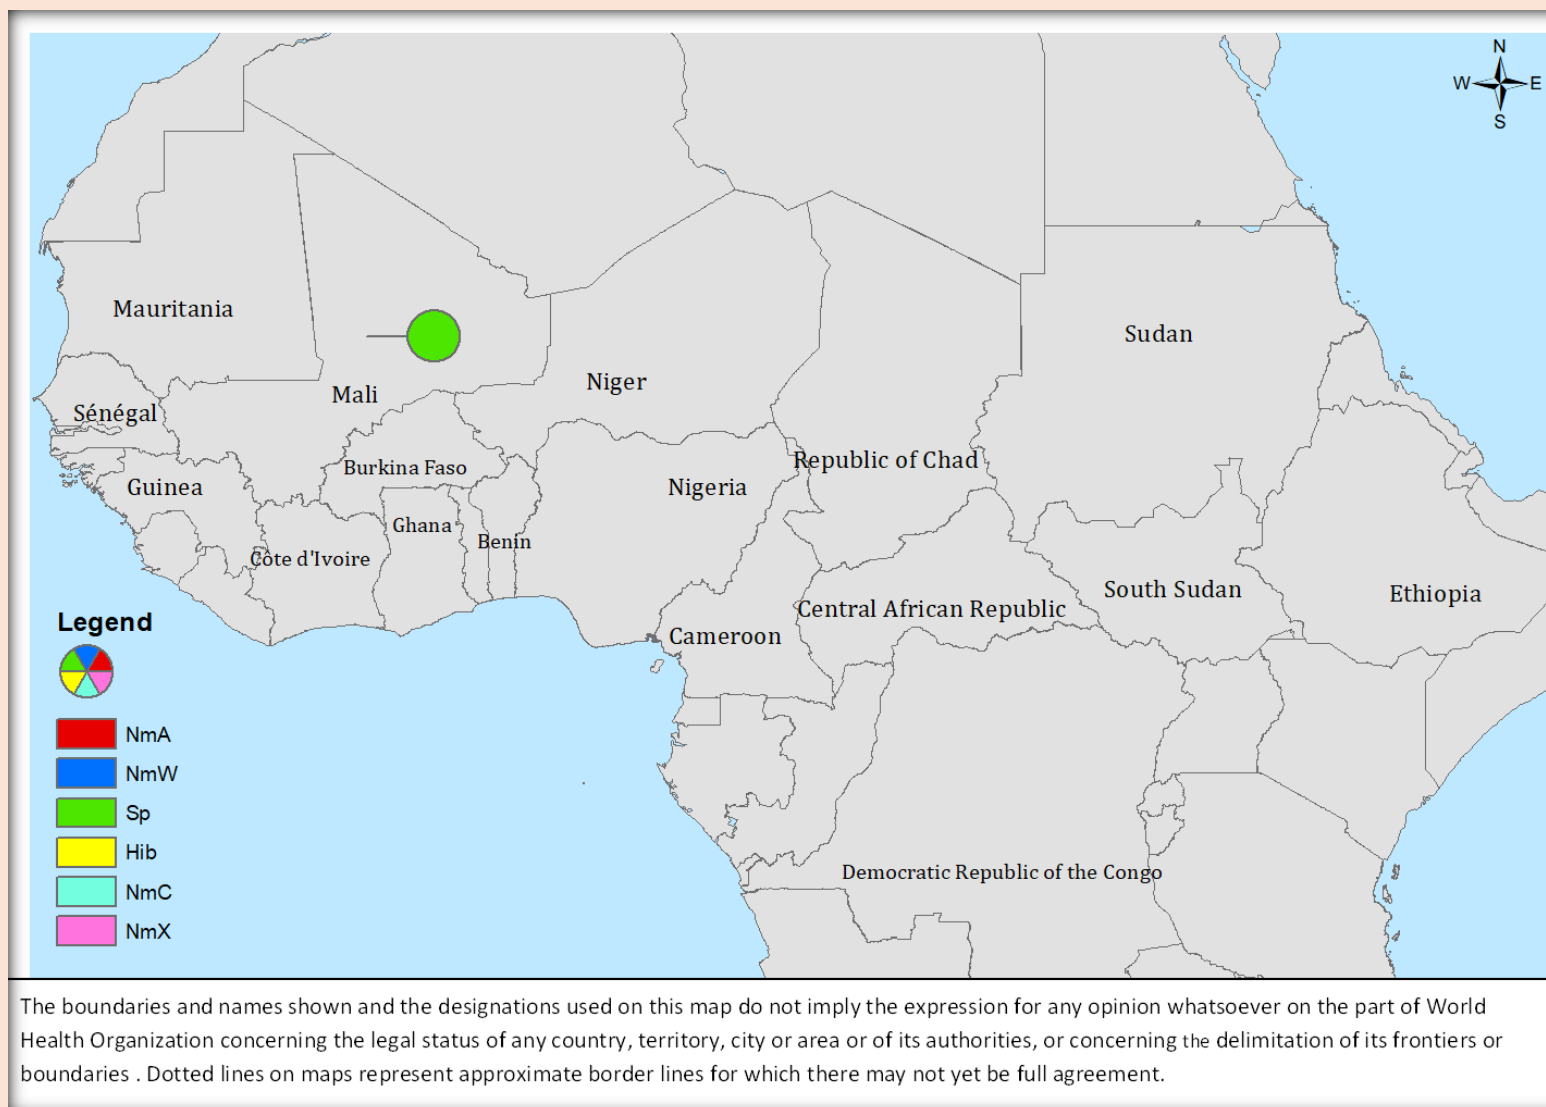 N
W E
S
Mauritania
Sudan
Niger
Mali
Sénégal
Republic of Chad
Burkina Faso
Guinea
Nigeria
Ghana
Benin
Côte d'Ivoire
South Sudan
Ethiopia
Central African Republic
Cameroon
Legend
NmA
NmW
Sp
Hib
Democratic Republic of the Congo
NmC
NmX
The boundaries and names shown and the designations used on this map do not imply the expression for any opinion whatsoever on the part of World
Health Organization concerning the legal status of any country, territory, city or area or of its authorities, or concerning the delimitation of its frontiers or
boundaries . Dotted lines on maps represent approximate border lines for which there may not yet be full agreement.